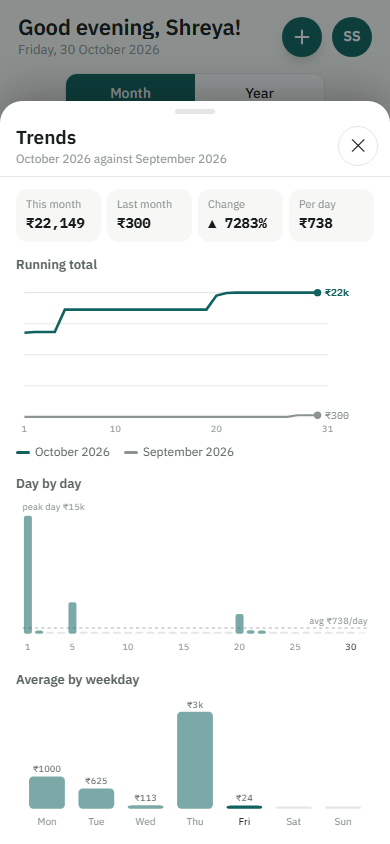 Good evening, Shreya!
Friday, 30 October 2026
SS
Month Year
Trends
October 2026 against September 2026
This month Last month Change Per day
₹22,149 ₹300 ▲ 7283% ₹738
Running total
₹22k
₹300
1 10 20 31
October 2026 September 2026
Day by day
peak day ₹15k
avg ₹738/day
1 5 10 15 20 25 30
Average by weekday
₹3k
₹1000
₹625
₹113 ₹24
Mon Tue Wed Thu Fri Sat Sun